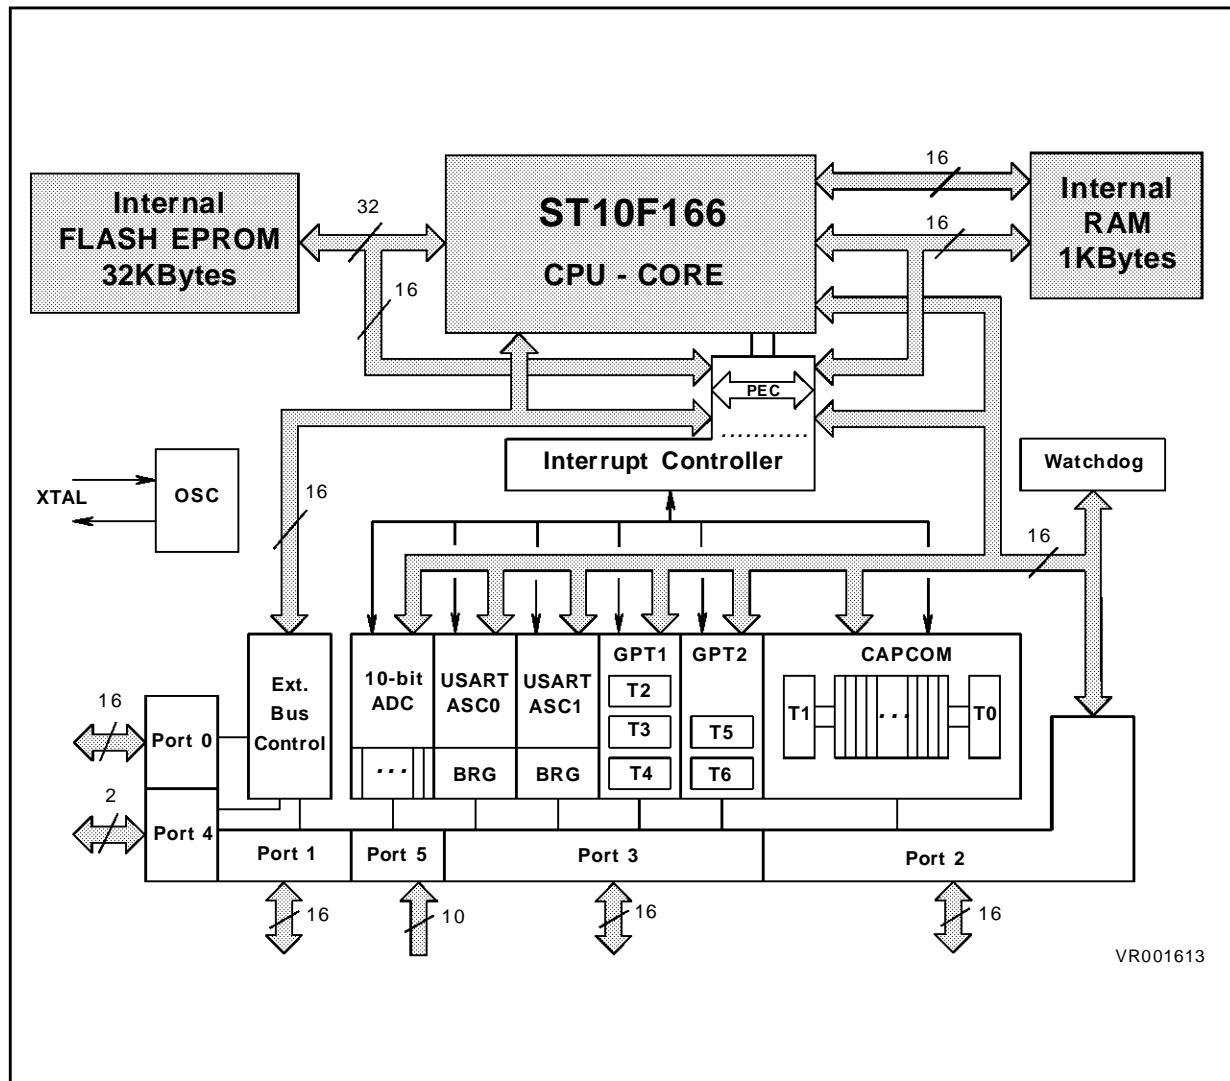 Internal
FLASH EPROM
32KBytes
32
16
ST10F166
CPU - CORE
16
16
Internal
RAM
1KBytes
PEC
...........
Interrupt Controller
Watchdog
XTAL
OSC
16
16
Ext.
Bus
Control
10-bit
ADC
...
USART
ASC0
BRG
USART
ASC1
BRG
GPT1
T2
T3
T4
GPT2
T5
T6
CAPCOM
T1
...
T0
16
Port 0
2
Port 4
Port 1
Port 5
Port 3
Port 2
16
10
16
16
VR001613